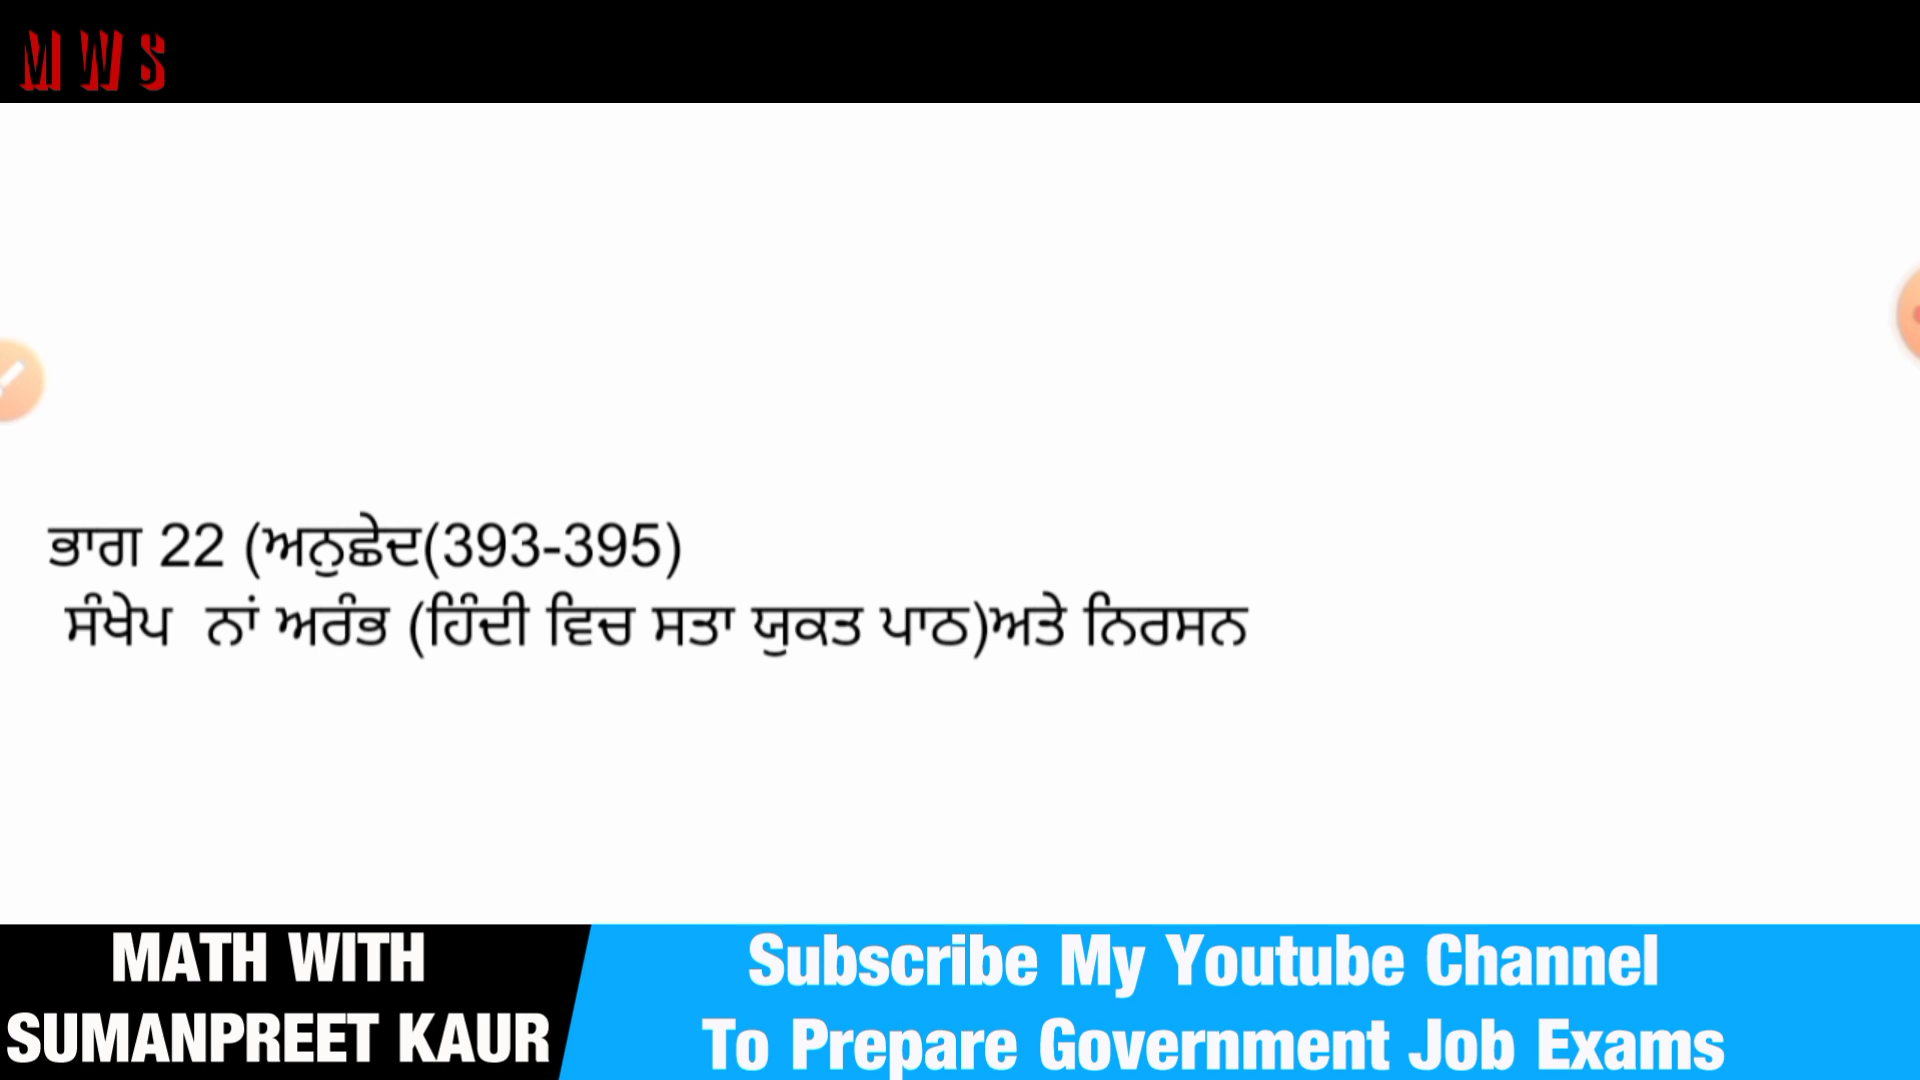 MWS
ਭਾਗ 22 (ਅਨੁਛੇਦ(393-395)
ਸੰਖੇਪ ਨਾਂ ਅਰੰਭ (ਹਿੰਦੀ ਵਿਚ ਸਤਾ ਯੁਕਤ ਪਾਠ)ਅਤੇ ਨਿਰਸਨ
MATH WITH
SUMANPREET KAUR
Subscribe My Youtube Channel
To Prepare Government Job Exams